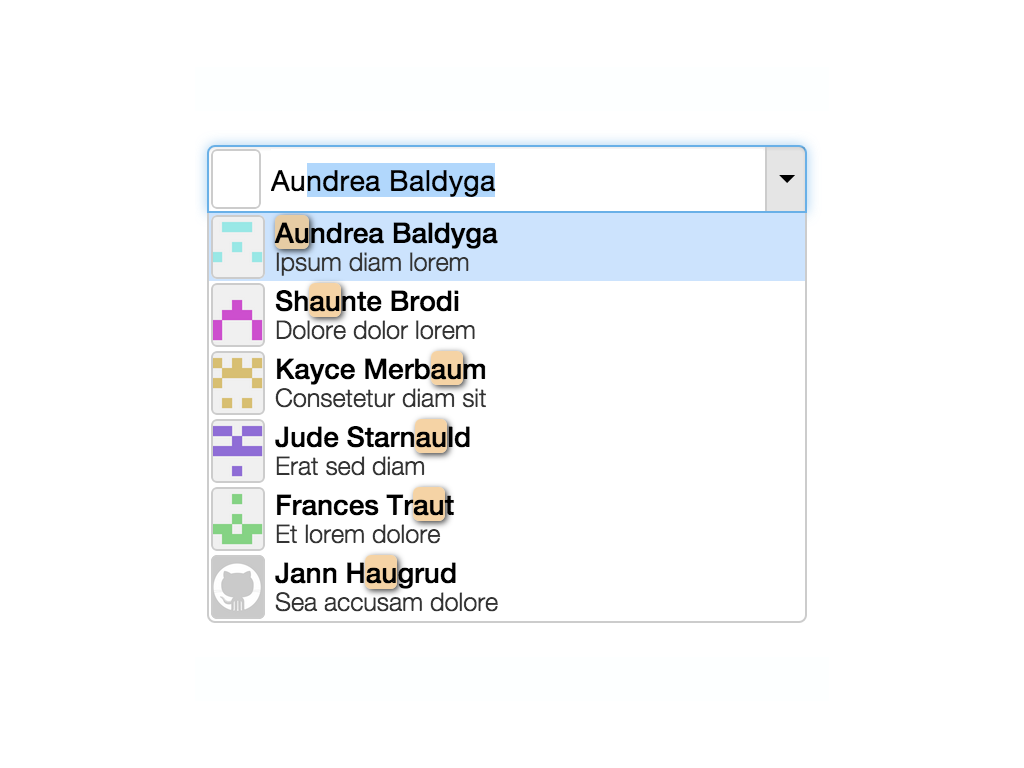 Aundrea Baldyga
Aundrea Baldyga
Ipsum diam lorem
Shaunte Brodi
Dolore dolor lorem
Kayce Merbaum
Consetetur diam sit
Jude Starnauld
Erat sed diam
Frances Traut
Et lorem dolore
Jann Haugrud
Sea accusam dolore